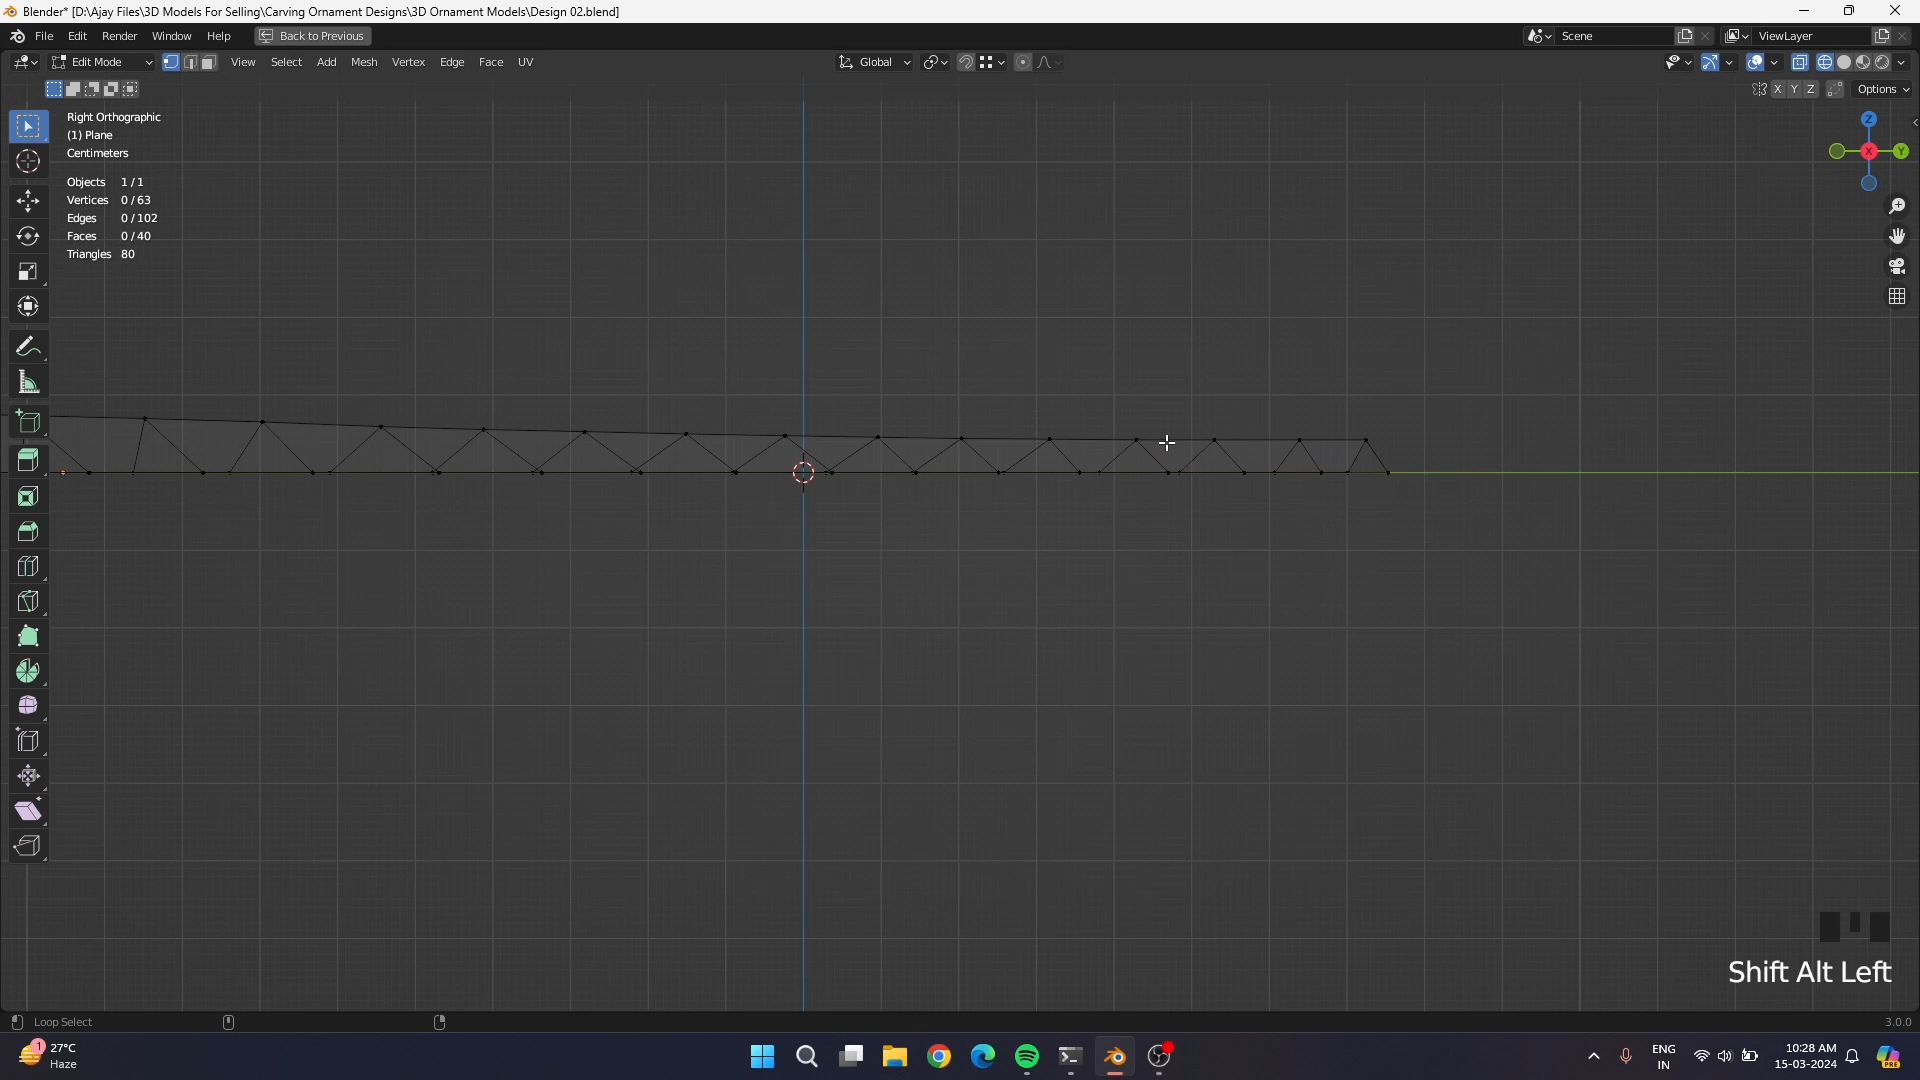 Blender* [D:\Ajay Files\3D Models For Selling\Carving Ornament Designs\3D Ornament Models\Design 02.blend]
File Edit Render Window Help Back to Previous Scene ViewLayer
Edit Mode View Select Add Mesh Vertex Edge Face UV Global
X Y Z Options
Right Orthographic
(1) Plane
Centimeters
Objects 1/1
Vertices 0/63
Edges 0/102
Faces 0/40
Triangles 80
Z
X
Y
Shift Alt Left
Loop Select 3.0.0
1 27°C
Haze
ENG
IN
10:28 AM
15-03-2024
PRE